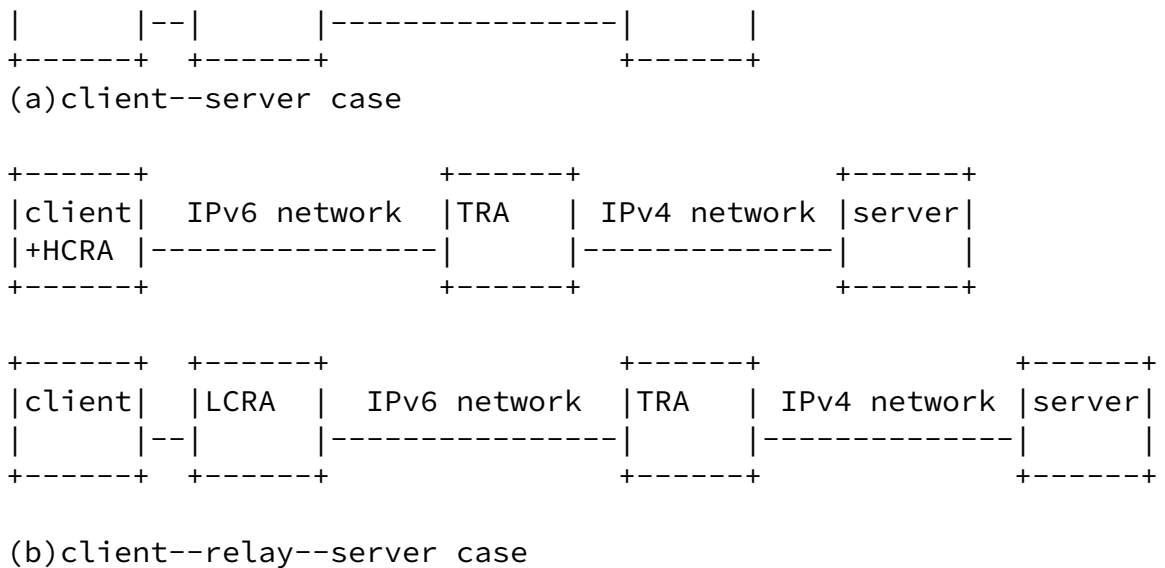 |      |--|      |----------------|      |
+------+  +------+                +------+
(a)client--server case
+------+                 +------+               +------+
|client|  IPv6 network  |TRA   | IPv4 network |server|
|+HCRA |----------------|      |--------------|      |
+------+                 +------+               +------+
+------+  +------+                +------+              +------+
|client|  |LCRA  |  IPv6 network  |TRA   | IPv4 network |server|
|      |--|      |----------------|      |--------------|      |
+------+  +------+                +------+              +------+
(b)client--relay--server case